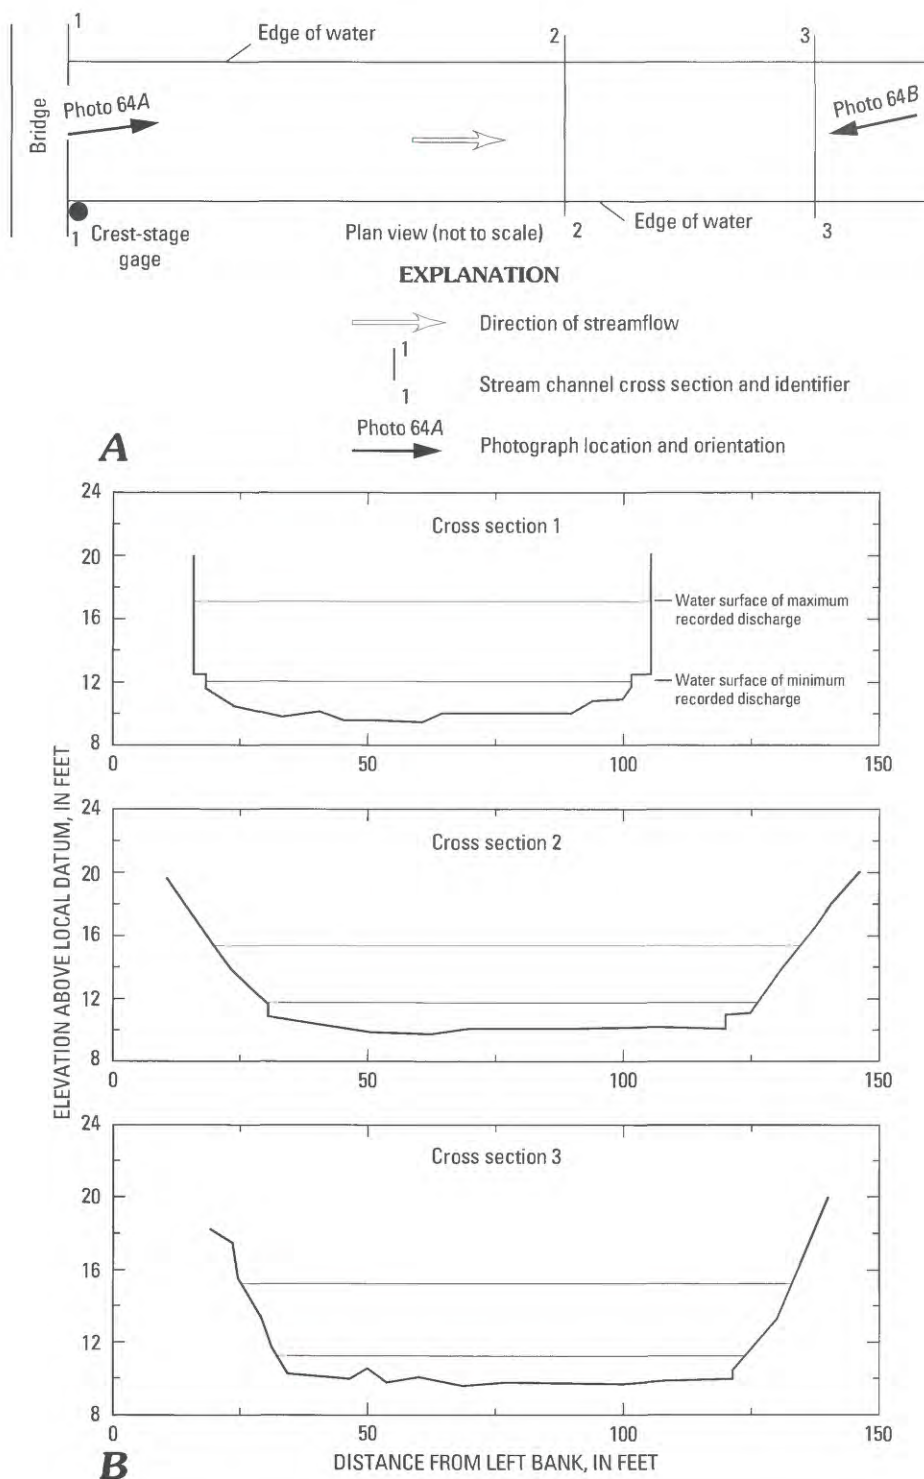 1
Edge of water
2
3
Bridge
Photo 64A
Photo 64B
1
Crest-stage
gage
Plan view (not to scale)
2
Edge of water
3
EXPLANATION
Direction of streamflow
1
1
Stream channel cross section and identifier
Photo 64A
Photograph location and orientation
A
ELEVATION ABOVE LOCAL DATUM, IN FEET
24
20
16
12
8
Cross section 1
Water surface of maximum
recorded discharge
Water surface of minimum
recorded discharge
0 50 100 150
24
20
16
12
8
Cross section 2
0 50 100 150
24
20
16
12
8
Cross section 3
0 50 100 150
B
DISTANCE FROM LEFT BANK, IN FEET